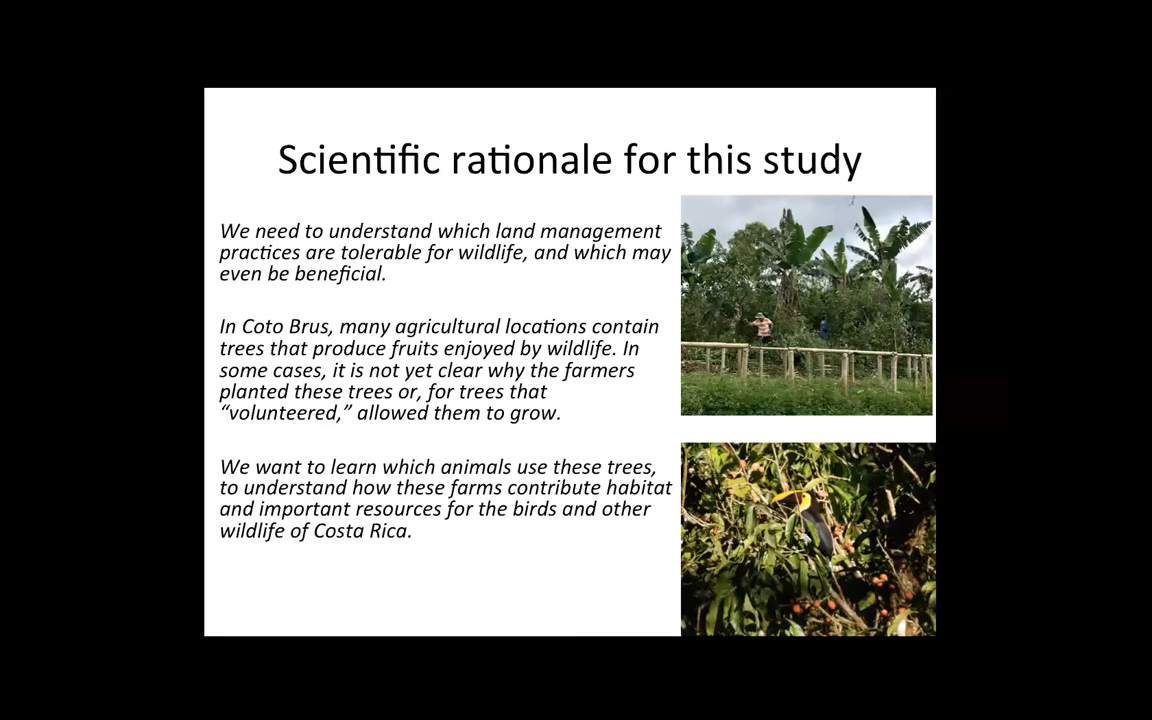 Scientific rationale for this study
We need to understand which land management
practices are tolerable for wildlife, and which may
even be beneficial.
In Coto Brus, many agricultural locations contain
trees that produce fruits enjoyed by wildlife. In
some cases, it is not yet clear why the farmers
planted these trees or, for trees that
“volunteered,” allowed them to grow.
We want to learn which animals use these trees,
to understand how these farms contribute habitat
and important resources for the birds and other
wildlife of Costa Rica.